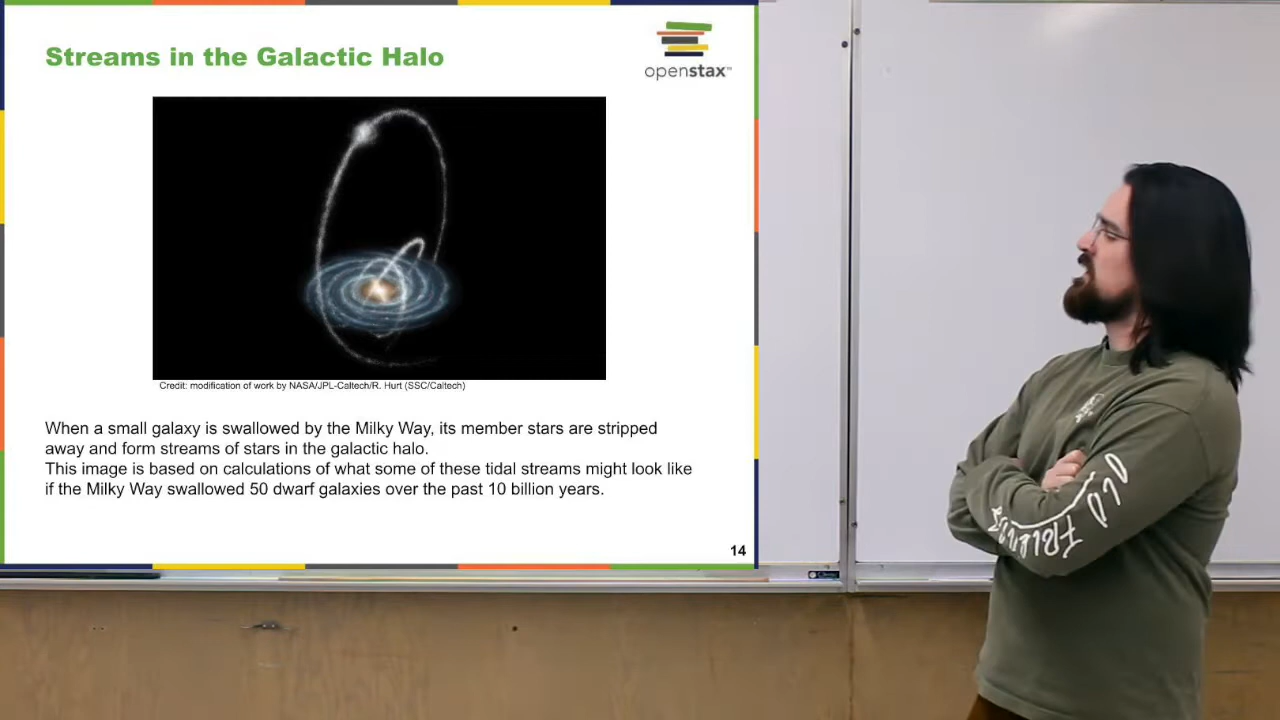 Streams in the Galactic Halo
openstax™
Credit: modification of work by NASA/JPL-Caltech/R. Hurt (SSC/Caltech)
When a small galaxy is swallowed by the Milky Way, its member stars are stripped
away and form streams of stars in the galactic halo.
This image is based on calculations of what some of these tidal streams might look like
if the Milky Way swallowed 50 dwarf galaxies over the past 10 billion years.
14
OLD FRIENDS